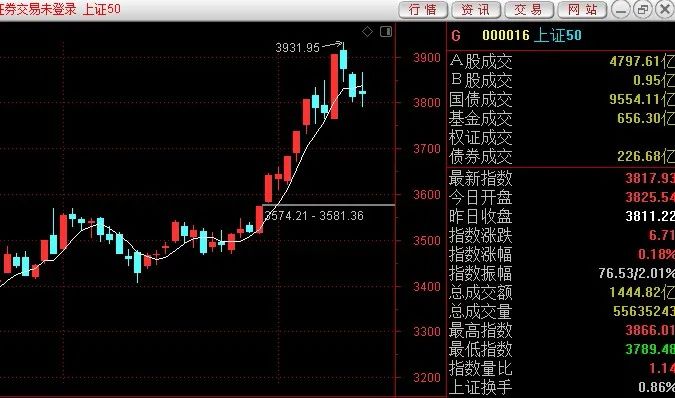 证券交易未登录 上证50
行情 资讯 交易 网站
3931.95
3900
3800
3700
3600
3574.21 - 3581.36
3500
3400
3300
3200
G 000016 上证50
A股成交 4797.61亿
B股成交 0.95亿
国债成交 9554.11亿
基金成交 656.30亿
权证成交
债券成交 226.68亿
最新指数 3817.93
今日开盘 3825.54
昨日收盘 3811.22
指数涨跌 6.71
指数涨幅 0.18%
指数振幅 76.53/2.01%
总成交额 1444.82亿
总成交量 55635243
最高指数 3866.01
最低指数 3789.48
指数量比 1.14
上证换手 0.86%